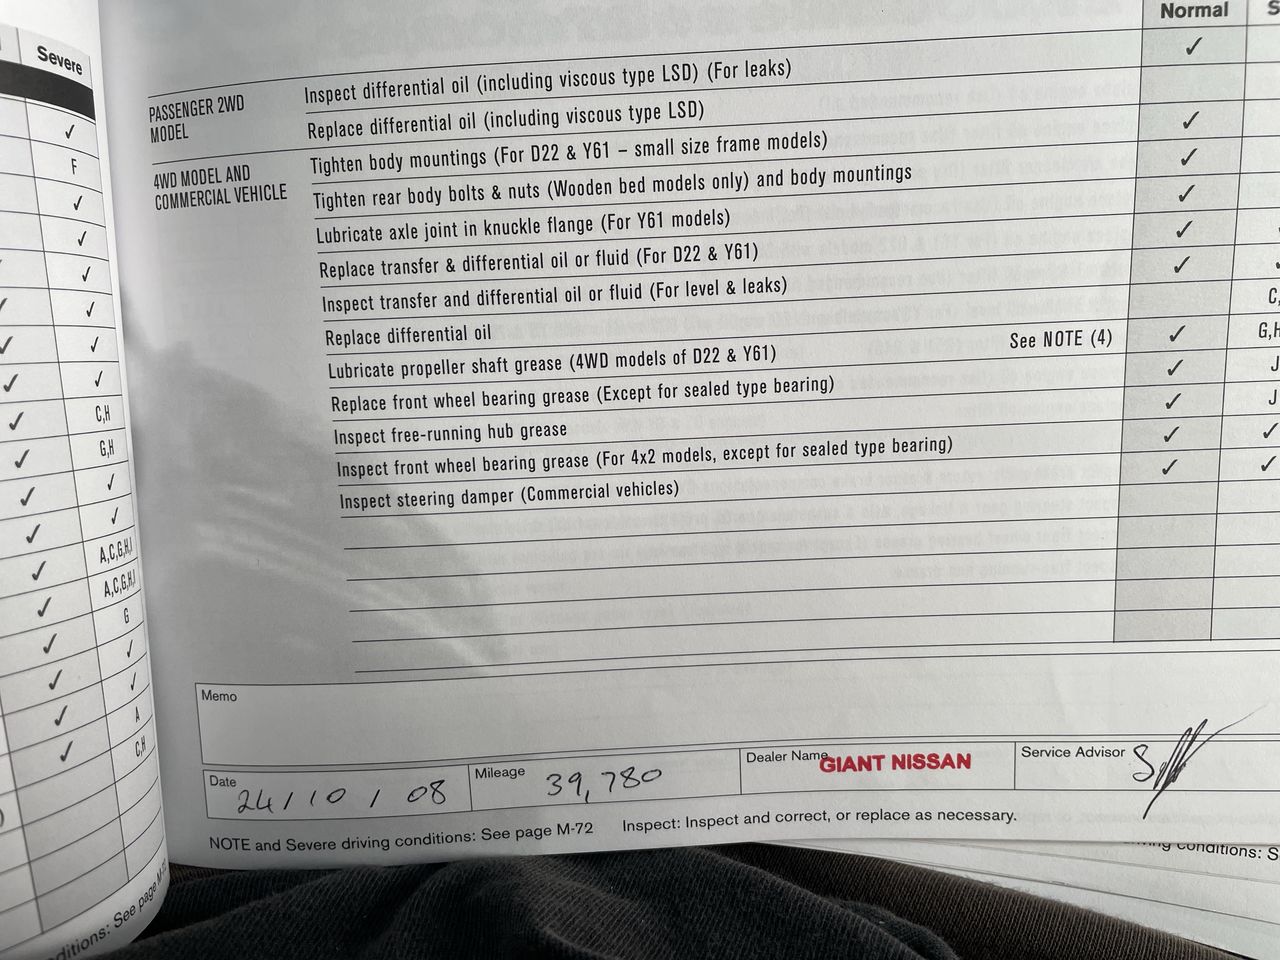 Severe
✓
F
✓
✓
✓
✓
✓
✓
✓ ✓
✓ C,H
✓ G,H
✓ ✓
✓ ✓
✓ A,C,G,H,I
✓ A,C,G,H,I
✓ G
✓ ✓
✓ ✓
✓ A
✓ C,H
nditions: See page M-
Normal S
PASSENGER 2WD MODEL Inspect differential oil (including viscous type LSD) (For leaks) ✓
Replace differential oil (including viscous type LSD)
4WD MODEL AND COMMERCIAL VEHICLE Tighten body mountings (For D22 & Y61 – small size frame models) ✓
Tighten rear body bolts & nuts (Wooden bed models only) and body mountings ✓
Lubricate axle joint in knuckle flange (For Y61 models) ✓
Replace transfer & differential oil or fluid (For D22 & Y61) ✓
Inspect transfer and differential oil or fluid (For level & leaks) ✓
Replace differential oil C,
Lubricate propeller shaft grease (4WD models of D22 & Y61) See NOTE (4) ✓ G,H
Replace front wheel bearing grease (Except for sealed type bearing) ✓ J
Inspect free-running hub grease ✓ J
Inspect front wheel bearing grease (For 4x2 models, except for sealed type bearing) ✓ ✓
Inspect steering damper (Commercial vehicles) ✓ ✓
Memo
Date 24/10/08 Mileage 39,780 Dealer Name GIANT NISSAN Service Advisor
NOTE and Severe driving conditions: See page M-72 Inspect: Inspect and correct, or replace as necessary.
conditions: S